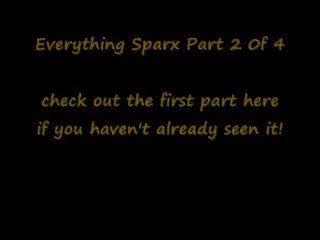 Everything Sparx Part 2 Of 4
check out the first part here
if you haven't already seen it!